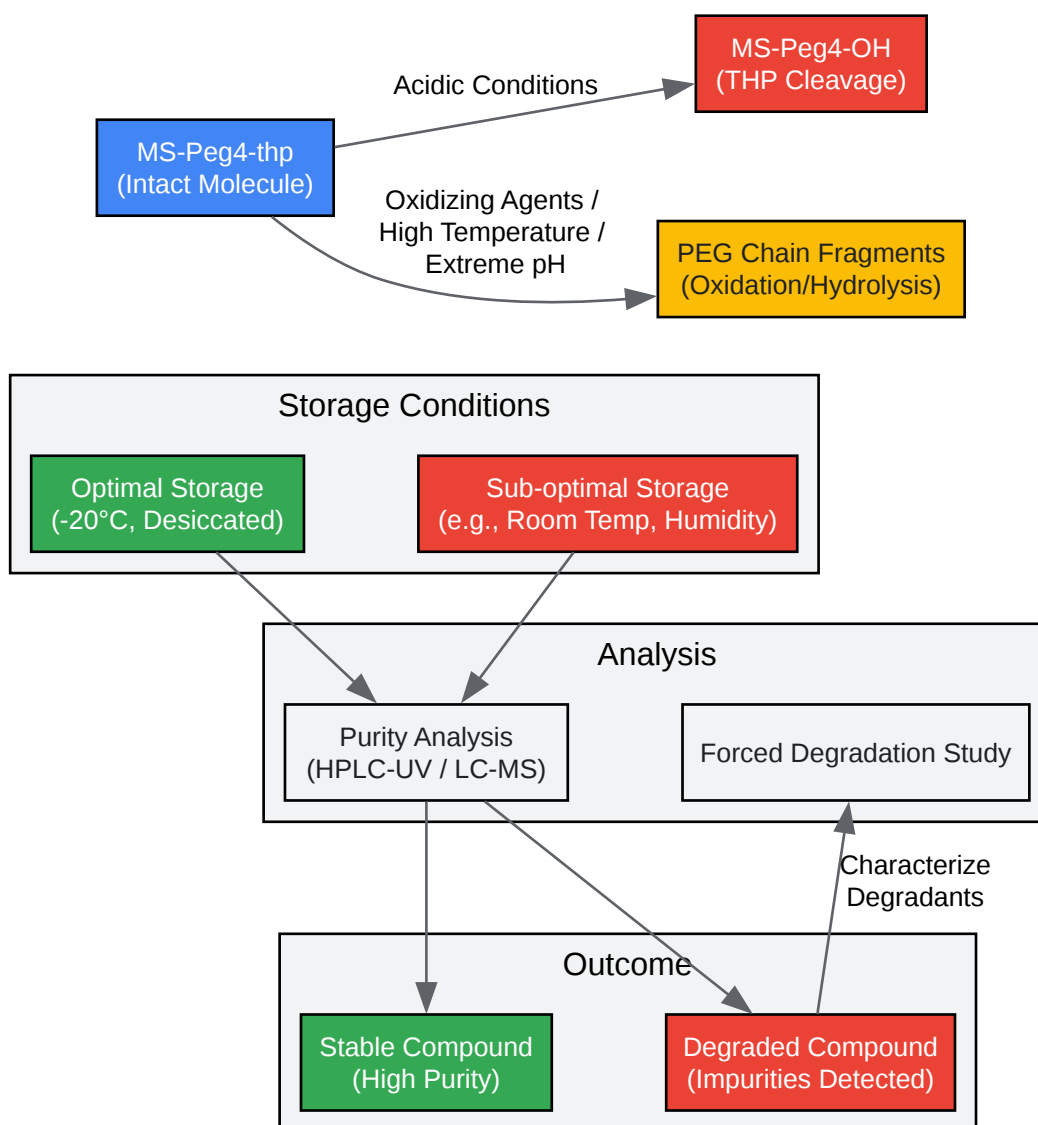 MS-Peg4-OH
(THP Cleavage)
Acidic Conditions
MS-Peg4-thp
(Intact Molecule)
Oxidizing Agents /
High Temperature /
Extreme pH
PEG Chain Fragments
(Oxidation/Hydrolysis)
Storage Conditions
Optimal Storage
(-20°C, Desiccated)
Sub-optimal Storage
(e.g., Room Temp, Humidity)
Analysis
Purity Analysis
(HPLC-UV / LC-MS)
Forced Degradation Study
Characterize
Degradants
Outcome
Stable Compound
(High Purity)
Degraded Compound
(Impurities Detected)